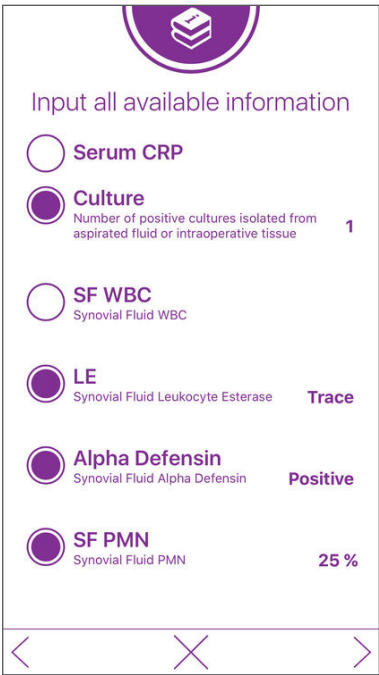 Input all available information
Serum CRP
Culture
Number of positive cultures isolated from
aspirated fluid or intraoperative tissue
1
SF WBC
Synovial Fluid WBC
LE
Synovial Fluid Leukocyte Esterase
Trace
Alpha Defensin
Synovial Fluid Alpha Defensin
Positive
SF PMN
Synovial Fluid PMN
25 %